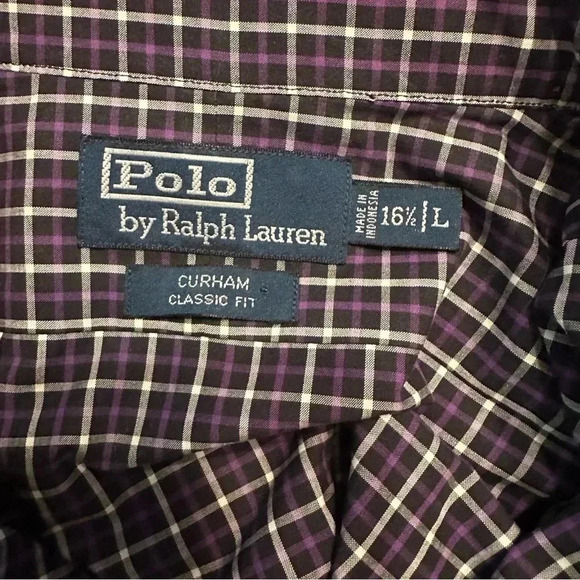 Polo
by Ralph Lauren
MADE IN
INDONESIA
16½ | L
CURHAM
CLASSIC FIT